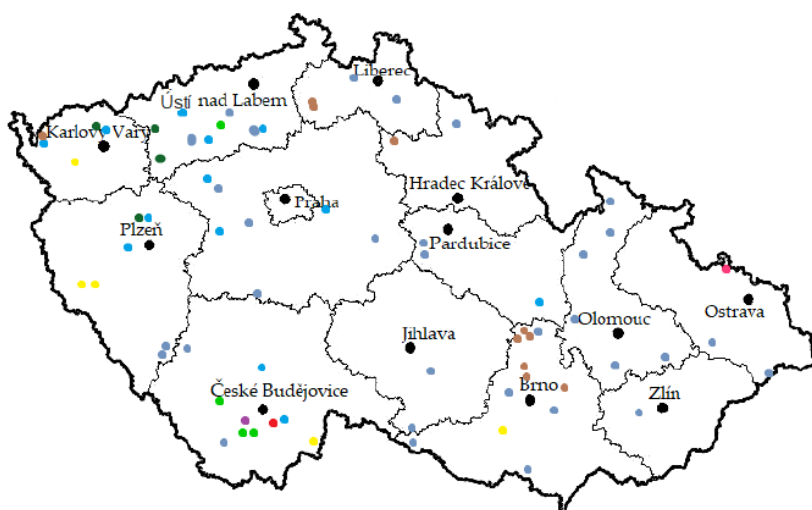 Liberec
Ústí nad Labem
Karlovy Vary
Hradec Králové
Praha
Plzeň
Pardubice
Ostrava
Olomouc
Jihlava
České Budějovice
Brno
Zlín